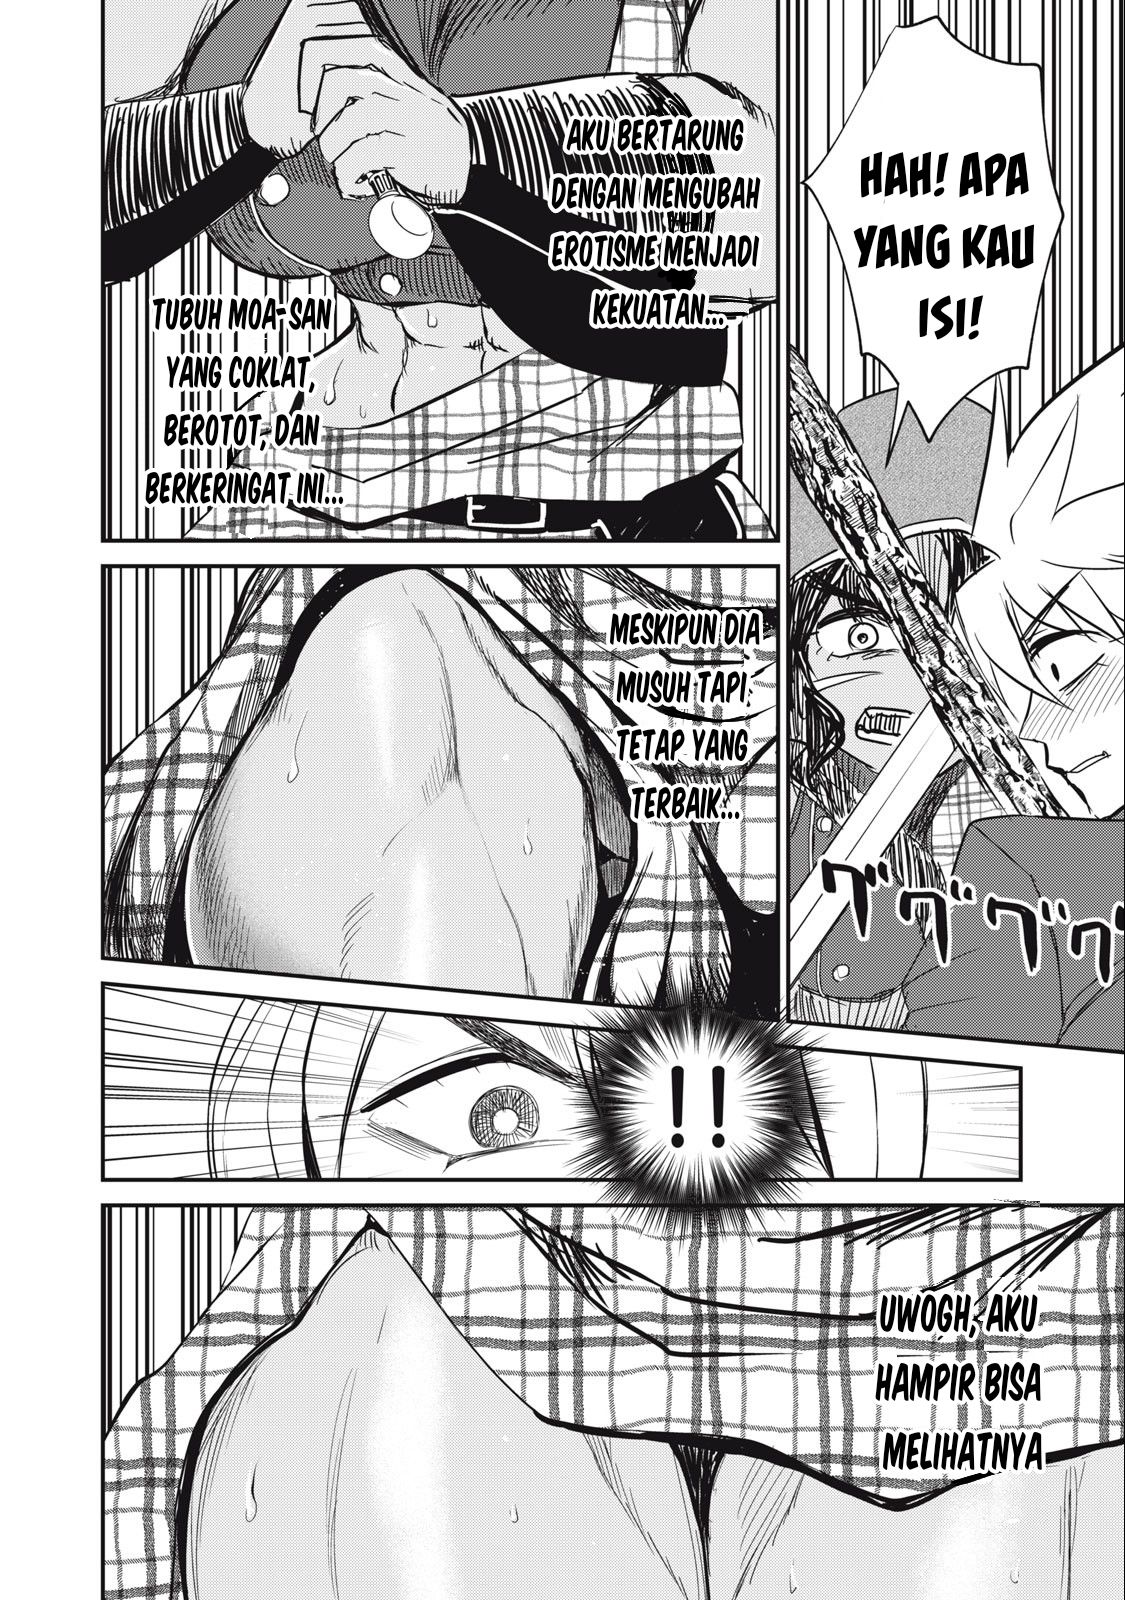 HAH! APA
YANG KAU
ISI!
グググググ
AKU BERTARUNG
DENGAN MENGUBAH
EROTISME MENJADI
KEKUATAN...
TUBUH MOA-SAN
YANG COKLAT,
BEROTOT, DAN
BERKERINGAT INI...
MESKIPUN DIA
MUSUH TAPI
TETAP YANG
TERBAIK...
!!
UWOGH, AKU
HAMPIR BISA
MELIHATNYA